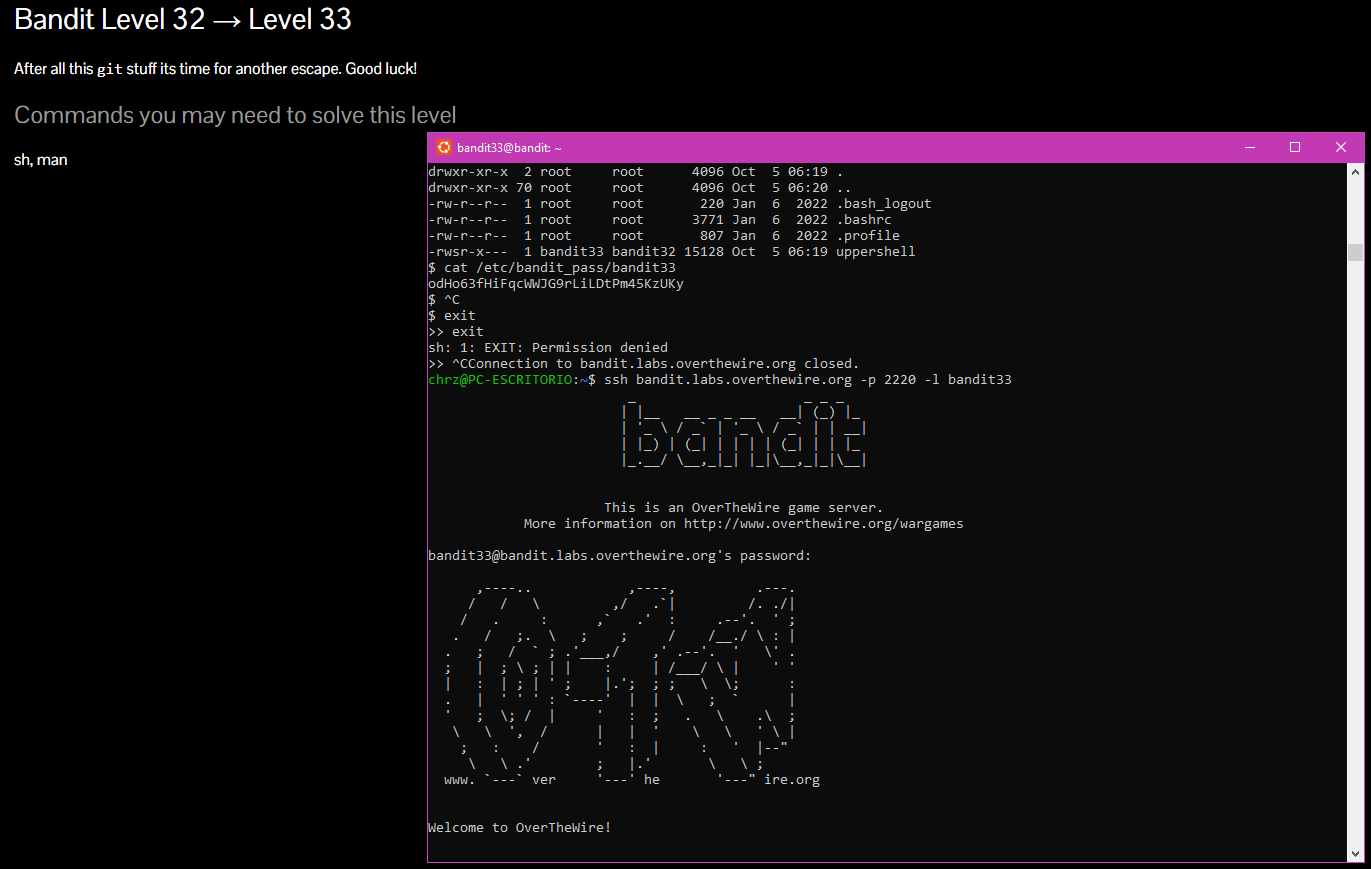 Bandit Level 32 → Level 33
After all this git stuff its time for another escape. Good luck!
Commands you may need to solve this level
sh, man
bandit33@bandit: ~
drwxr-xr-x  2 root     root      4096 Oct  5 06:19 .
drwxr-xr-x 70 root     root      4096 Oct  5 06:20 ..
-rw-r--r--  1 root     root       220 Jan  6  2022 .bash_logout
-rw-r--r--  1 root     root      3771 Jan  6  2022 .bashrc
-rw-r--r--  1 root     root       807 Jan  6  2022 .profile
-rwsr-x---  1 bandit33 bandit32 15128 Oct  5 06:19 uppershell
$ cat /etc/bandit_pass/bandit33
odHo63fHiFqcWWJG9rLiLDtPm45KzUKy
$ ^C
$ exit
>> exit
sh: 1: EXIT: Permission denied
>> ^CConnection to bandit.labs.overthewire.org closed.
chrz@PC-ESCRITORIO:~$ ssh bandit.labs.overthewire.org -p 2220 -l bandit33
bandit
This is an OverTheWire game server.
More information on http://www.overthewire.org/wargames
bandit33@bandit.labs.overthewire.org's password:
www. `---` ver     '---' he       '---" ire.org
Welcome to OverTheWire!